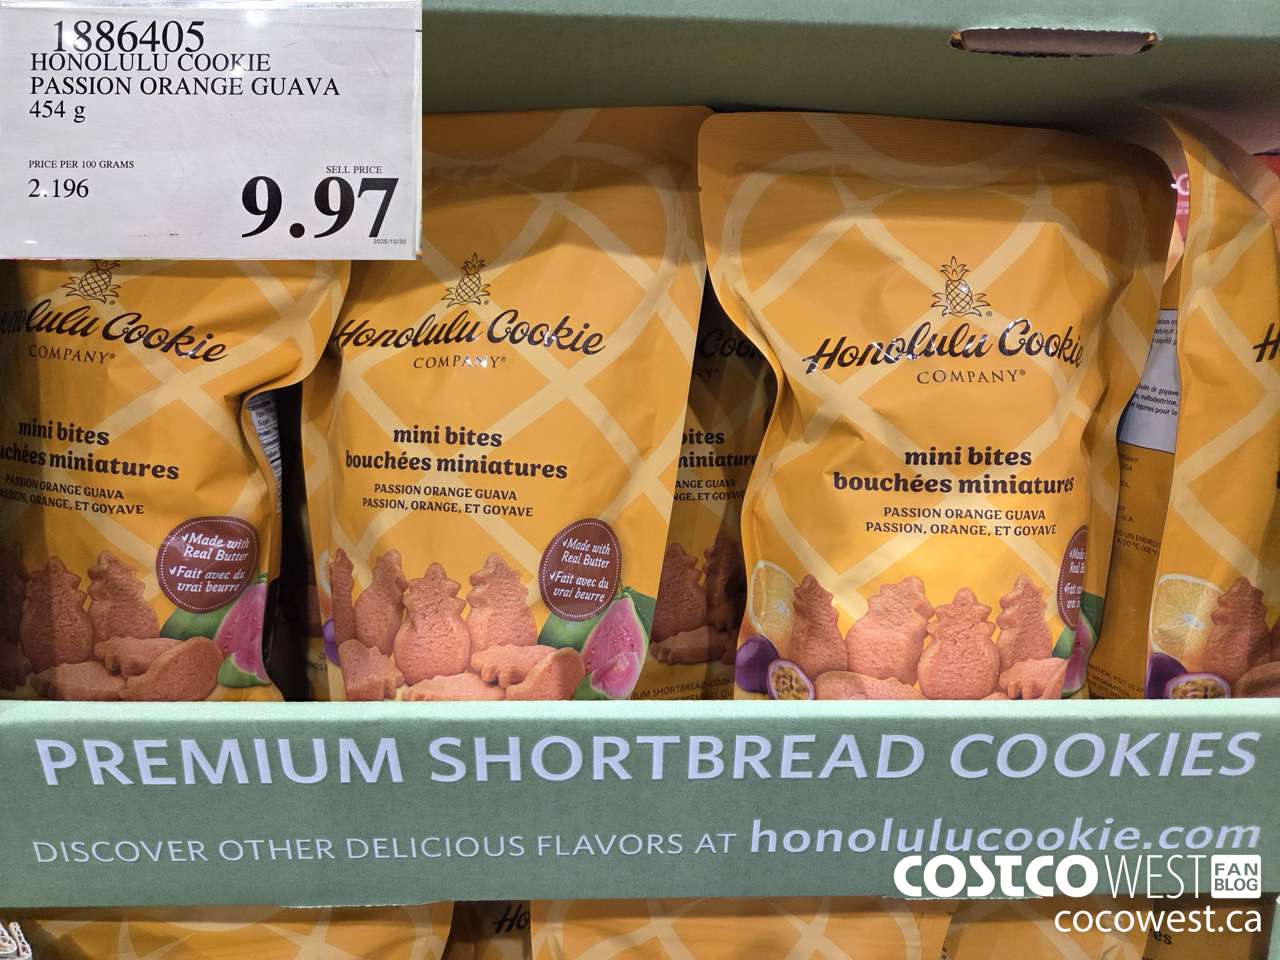 1886405
HONOLULU COOKIE
PASSION ORANGE GUAVA
454 g
PRICE PER 100 GRAMS
2.196
SELL PRICE
9.97
2025/10/30
Honolulu Cookie
COMPANY®
mini bites
bouchées miniatures
PASSION ORANGE GUAVA
PASSION, ORANGE, ET GOYAVE
✓Made with
Real Butter
✓Fait avec du
vrai beurre
Honolulu Cookie
COMPANY®
mini bites
bouchées miniatures
PASSION ORANGE GUAVA
PASSION, ORANGE, ET GOYAVE
✓Made with
Real Butter
✓Fait avec du
vrai beurre
Honolulu Cookie
COMPANY®
mini bites
bouchées miniatures
PASSION ORANGE GUAVA
PASSION, ORANGE, ET GOYAVE
PREMIUM SHORTBREAD COOKIES
DISCOVER OTHER DELICIOUS FLAVORS AT honolulucookie.com
COSTCO WEST FAN BLOG
cocowest.ca